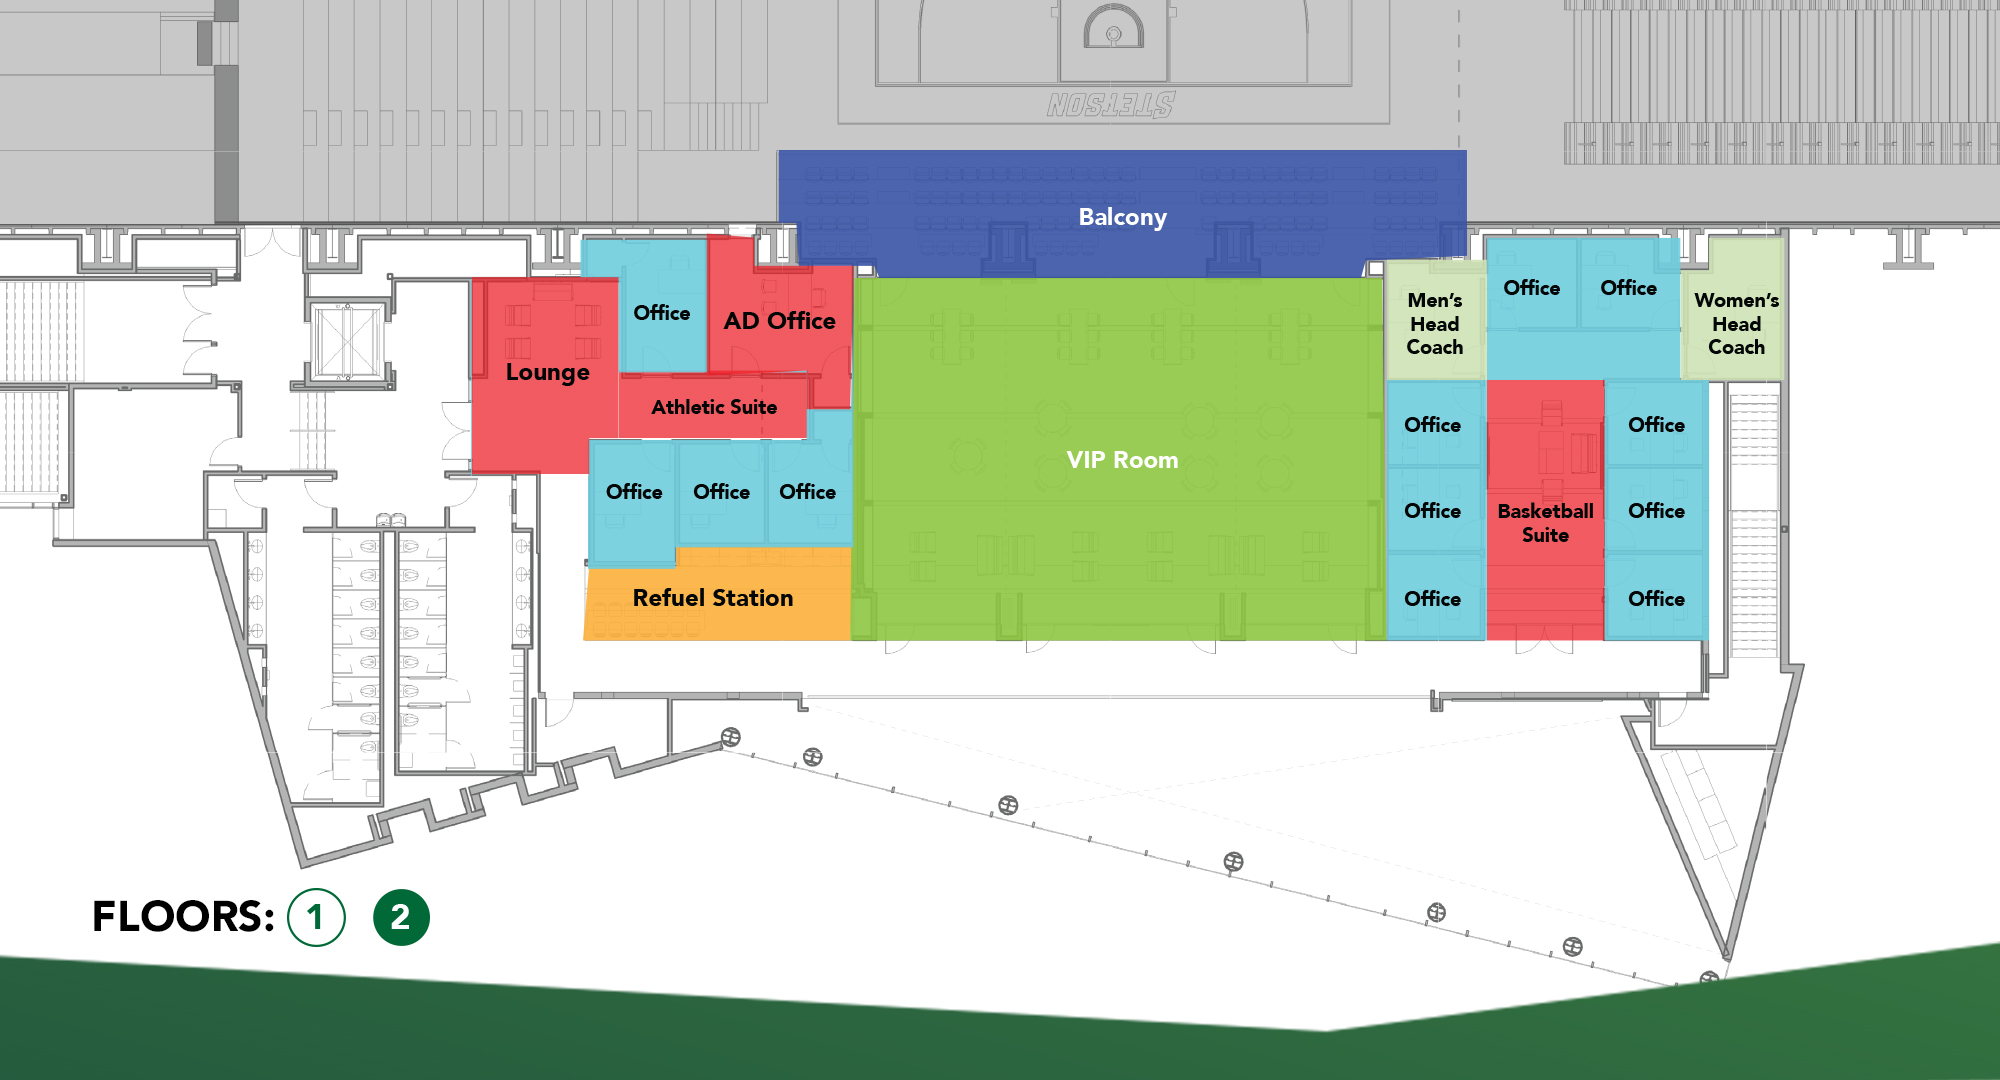 STETSON
Balcony
Office
AD Office
Lounge
Athletic Suite
Office
Office
Office
Refuel Station
VIP Room
Men's
Head
Coach
Office
Office
Women's
Head
Coach
Office
Office
Office
Basketball
Suite
Office
Office
Office
FLOORS: 1 2